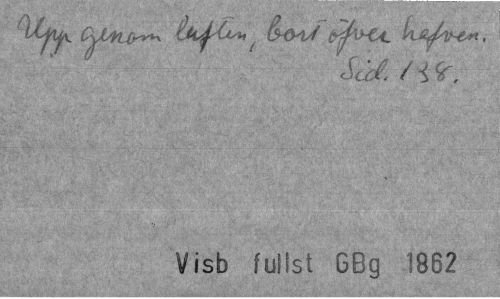 Upp genom luften, bort öfver hafven.
Sid. 138.
Visb fullst GBg 1862